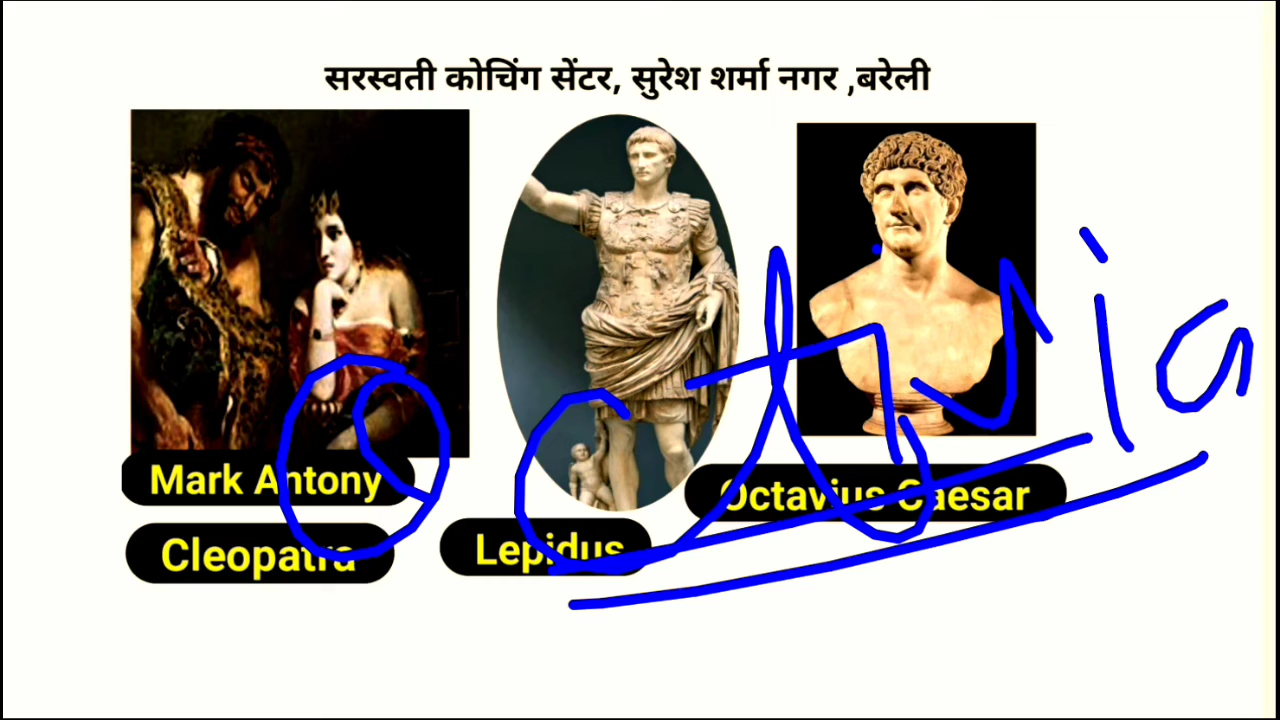 सरस्वती कोचिंग सेंटर, सुरेश शर्मा नगर ,बरेली
Mark Antony
Cleopatra
Lepidus
Octavius Caesar
Octavia